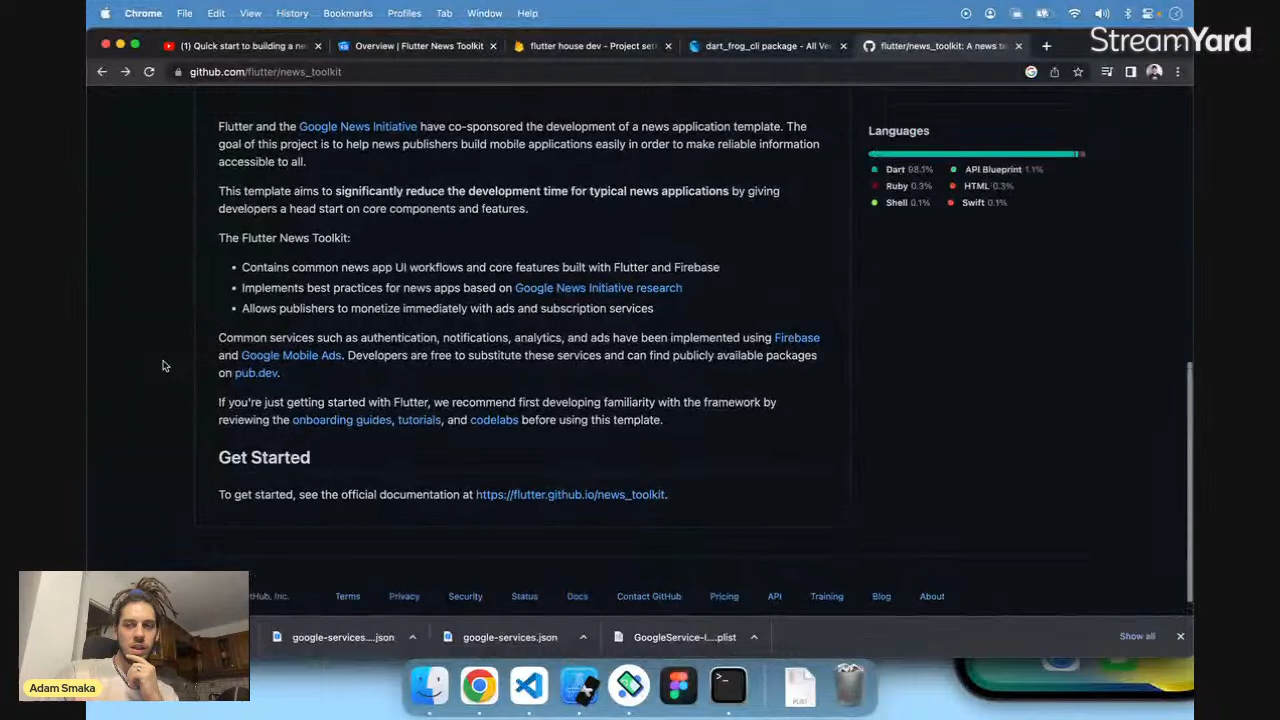 Chrome File Edit View History Bookmarks Profiles Tab Window Help
StreamYard
(1) Quick start to building a ne
Overview | Flutter News Toolkit
flutter house dev - Project set
dart_frog_cli package - All Ve
flutter/news_toolkit: A news te
github.com/flutter/news_toolkit
Flutter and the Google News Initiative have co-sponsored the development of a news application template. The
goal of this project is to help news publishers build mobile applications easily in order to make reliable information
accessible to all.
This template aims to significantly reduce the development time for typical news applications by giving
developers a head start on core components and features.
The Flutter News Toolkit:
• Contains common news app UI workflows and core features built with Flutter and Firebase
• Implements best practices for news apps based on Google News Initiative research
• Allows publishers to monetize immediately with ads and subscription services
Common services such as authentication, notifications, analytics, and ads have been implemented using Firebase
and Google Mobile Ads. Developers are free to substitute these services and can find publicly available packages
on pub.dev.
If you're just getting started with Flutter, we recommend first developing familiarity with the framework by
reviewing the onboarding guides, tutorials, and codelabs before using this template.
Get Started
To get started, see the official documentation at https://flutter.github.io/news_toolkit.
Languages
Dart 98.1% API Blueprint 1.1%
Ruby 0.3% HTML 0.3%
Shell 0.1% Swift 0.1%
Hub, Inc. Terms Privacy Security Status Docs Contact GitHub Pricing API Training Blog About
google-services....json
google-services.json
GoogleService-I....plist
Show all
Adam Smaka
PLIST